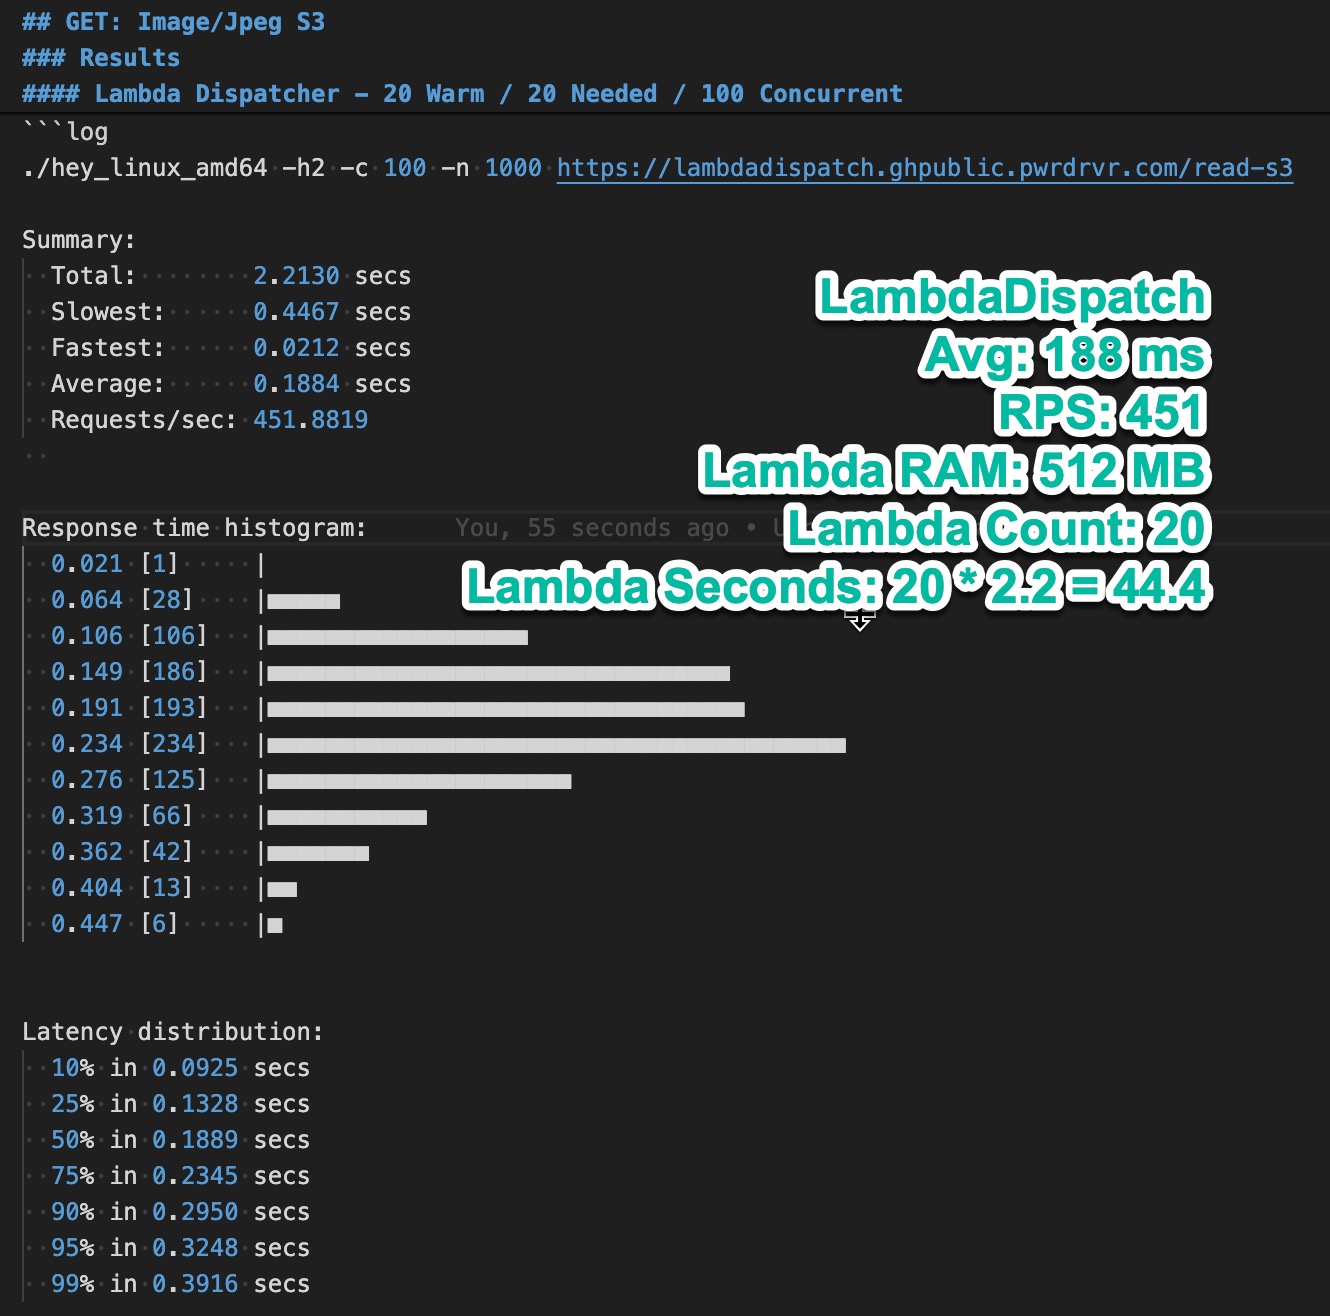 ## GET: Image/Jpeg S3
### Results
#### Lambda Dispatcher - 20 Warm / 20 Needed / 100 Concurrent
```log
./hey_linux_amd64 -h2 -c 100 -n 1000 https://lambdadispatch.ghpublic.pwrdrvr.com/read-s3
Summary:
Total: 2.2130 secs
Slowest: 0.4467 secs
Fastest: 0.0212 secs
Average: 0.1884 secs
Requests/sec: 451.8819
LambdaDispatch
Avg: 188 ms
RPS: 451
Lambda RAM: 512 MB
Lambda Count: 20
Lambda Seconds: 20 * 2.2 = 44.4
Response time histogram: You, 55 seconds ago •
0.021 [1] |
0.064 [28] |■■■■■
0.106 [106] |■■■■■■■■■■■■■■■■■■
0.149 [186] |■■■■■■■■■■■■■■■■■■■■■■■■■■■■■■■■
0.191 [193] |■■■■■■■■■■■■■■■■■■■■■■■■■■■■■■■■■
0.234 [234] |■■■■■■■■■■■■■■■■■■■■■■■■■■■■■■■■■■■■■■■■
0.276 [125] |■■■■■■■■■■■■■■■■■■■■■
0.319 [66] |■■■■■■■■■■■
0.362 [42] |■■■■■■■
0.404 [13] |■■
0.447 [6] |■
Latency distribution:
10% in 0.0925 secs
25% in 0.1328 secs
50% in 0.1889 secs
75% in 0.2345 secs
90% in 0.2950 secs
95% in 0.3248 secs
99% in 0.3916 secs